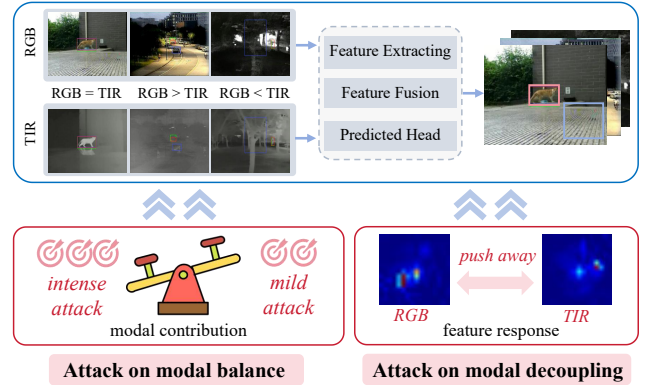 RGB
RGB = TIR
RGB > TIR
RGB < TIR
TIR
Feature Extracting
Feature Fusion
Predicted Head
intense
attack
mild
attack
modal contribution
push away
RGB
TIR
feature response
Attack on modal balance
Attack on modal decoupling